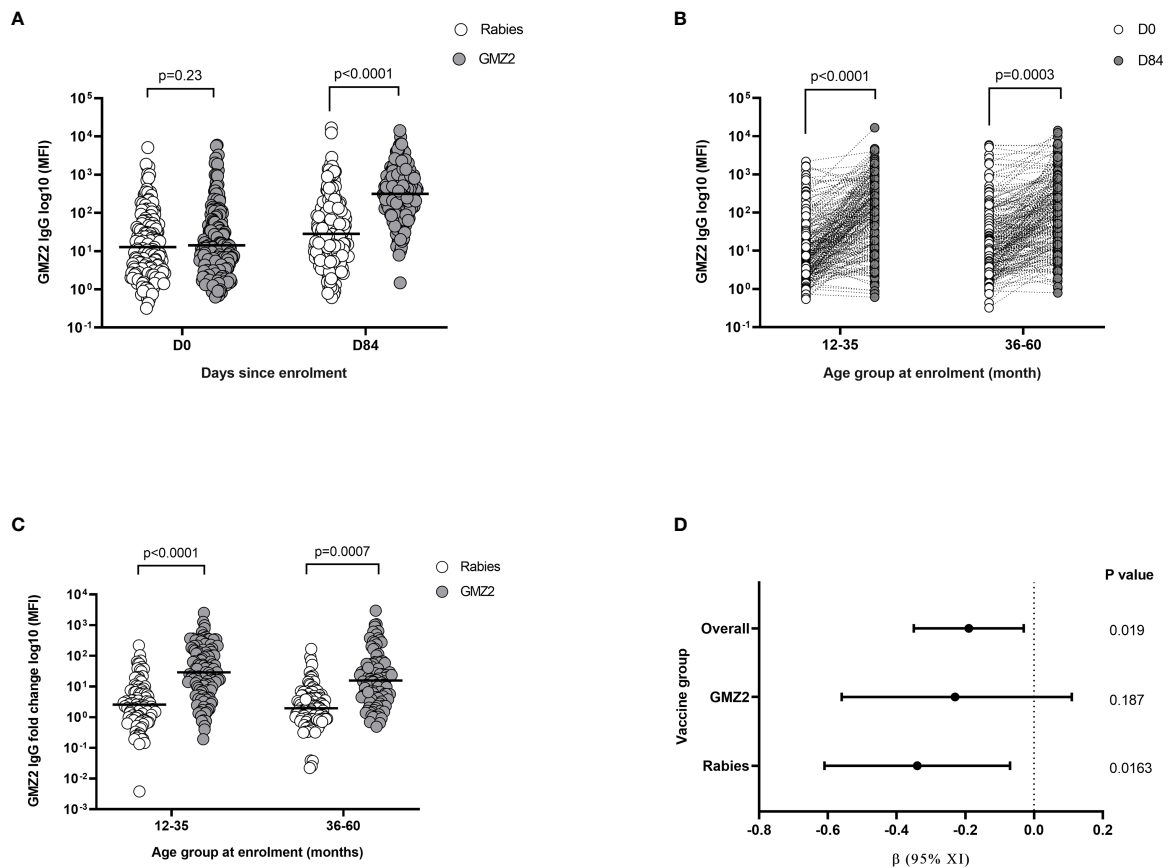 A
Rabies
GMZ2
p=0.23
p<0.0001
GMZ2 IgG log10 (MFI)
10^5
10^4
10^3
10^2
10^1
10^0
10^-1
D0
D84
Days since enrolment
B
D0
D84
p<0.0001
p=0.0003
GMZ2 IgG log10 (MFI)
10^5
10^4
10^3
10^2
10^1
10^0
10^-1
12-35
36-60
Age group at enrolment (month)
C
Rabies
GMZ2
p<0.0001
p=0.0007
GMZ2 IgG fold change log10 (MFI)
10^4
10^3
10^2
10^1
10^0
10^-1
10^-2
10^-3
12-35
36-60
Age group at enrolment (months)
D
P value
Vaccine group
Overall
0.019
GMZ2
0.187
Rabies
0.0163
-0.8
-0.6
-0.4
-0.2
0.0
0.2
β (95% XI)